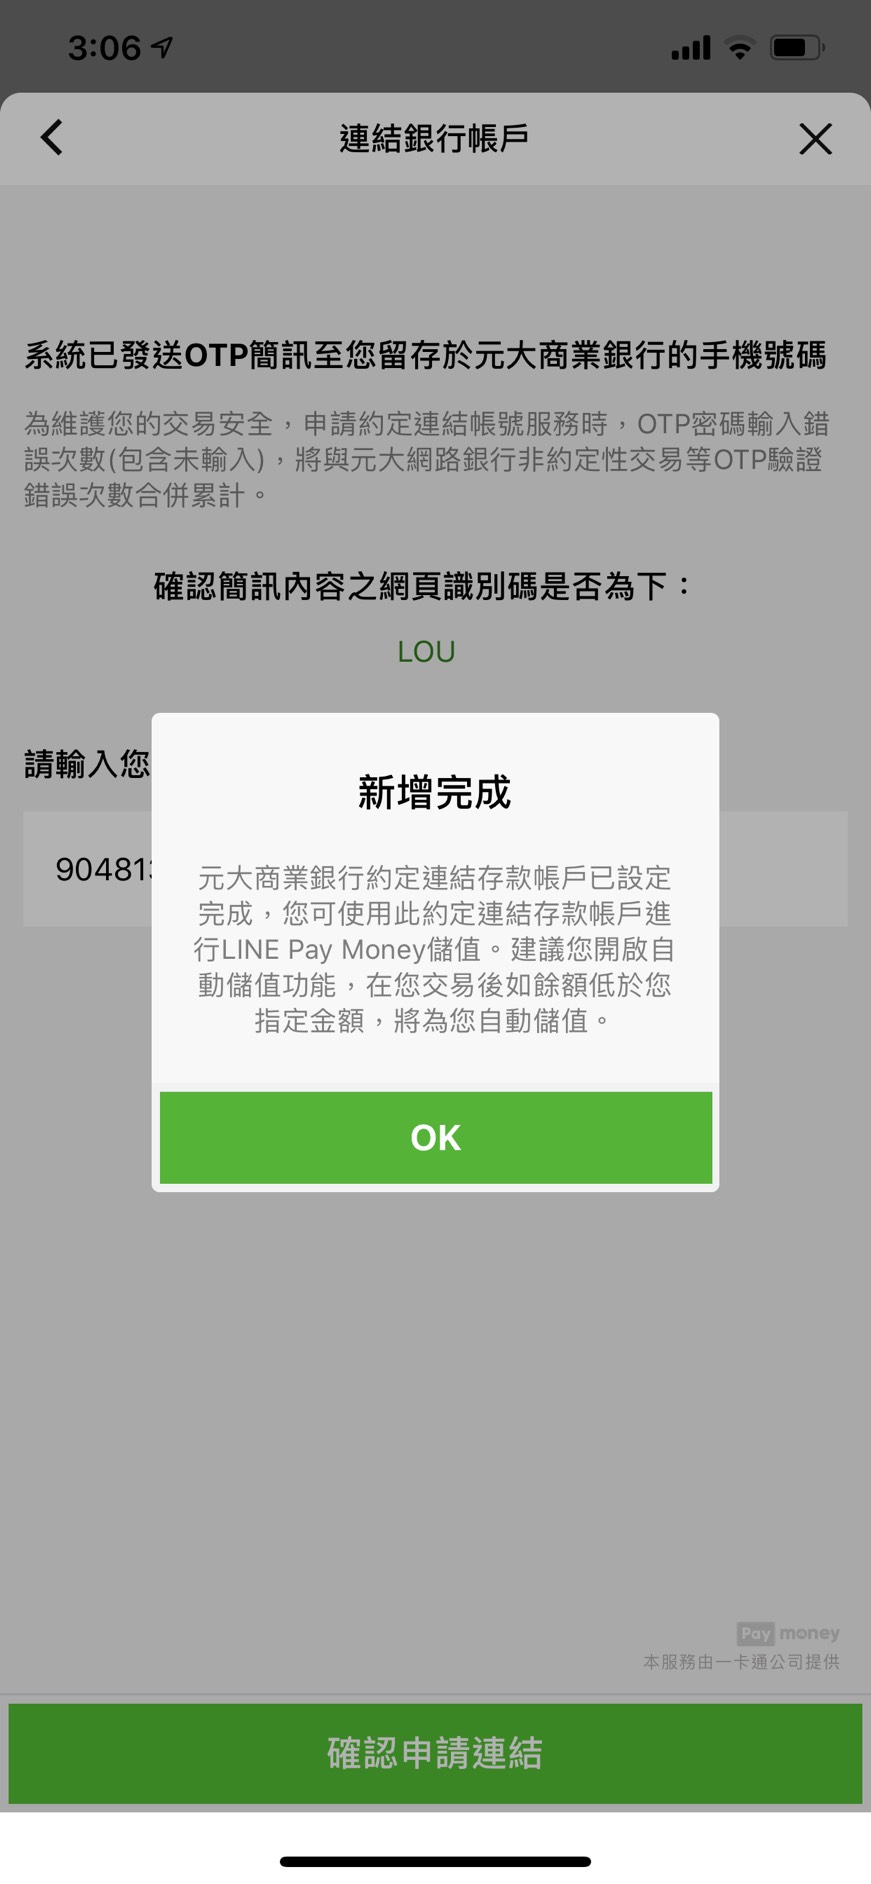 3:06
連結銀行帳戶
系統已發送OTP簡訊至您留存於元大商業銀行的手機號碼
為維護您的交易安全，申請約定連結帳號服務時，OTP密碼輸入錯
誤次數(包含未輸入)，將與元大網路銀行非約定性交易等OTP驗證
錯誤次數合併累計。
確認簡訊內容之網頁識別碼是否為下：
LOU
請輸入您
新增完成
90481
元大商業銀行約定連結存款帳戶已設定
完成，您可使用此約定連結存款帳戶進
行LINE Pay Money儲值。建議您開啟自
動儲值功能，在您交易後如餘額低於您
指定金額，將為您自動儲值。
OK
Pay money
本服務由一卡通公司提供
確認申請連結